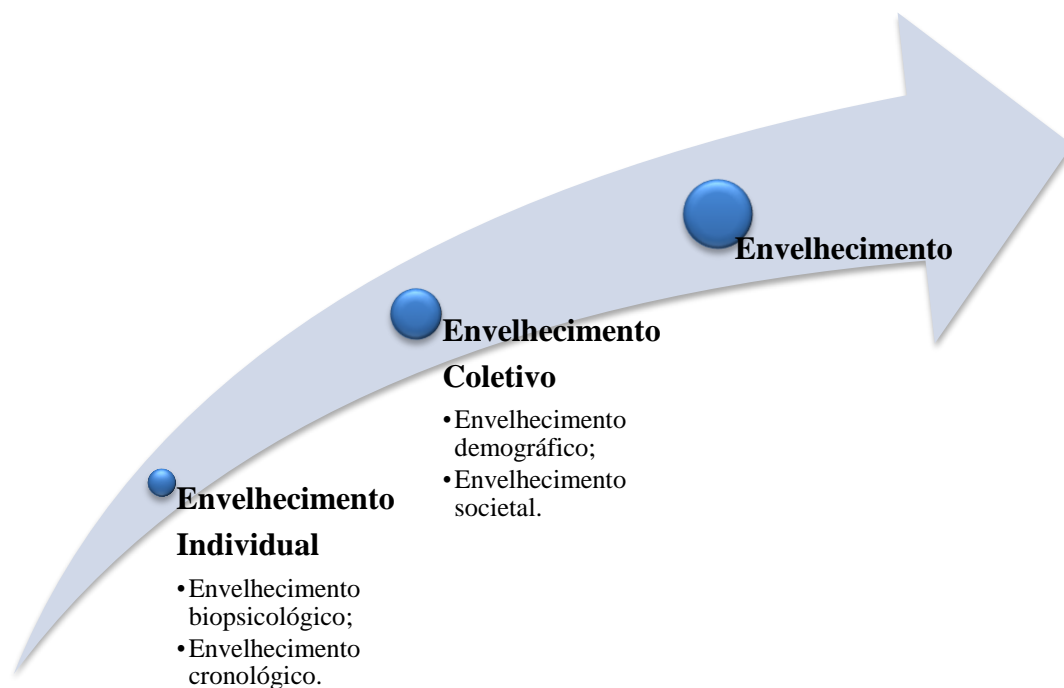 Envelhecimento
Individual
•Envelhecimento
biopsicológico;
•Envelhecimento
cronológico.
Envelhecimento
Coletivo
•Envelhecimento
demográfico;
•Envelhecimento
societal.
Envelhecimento